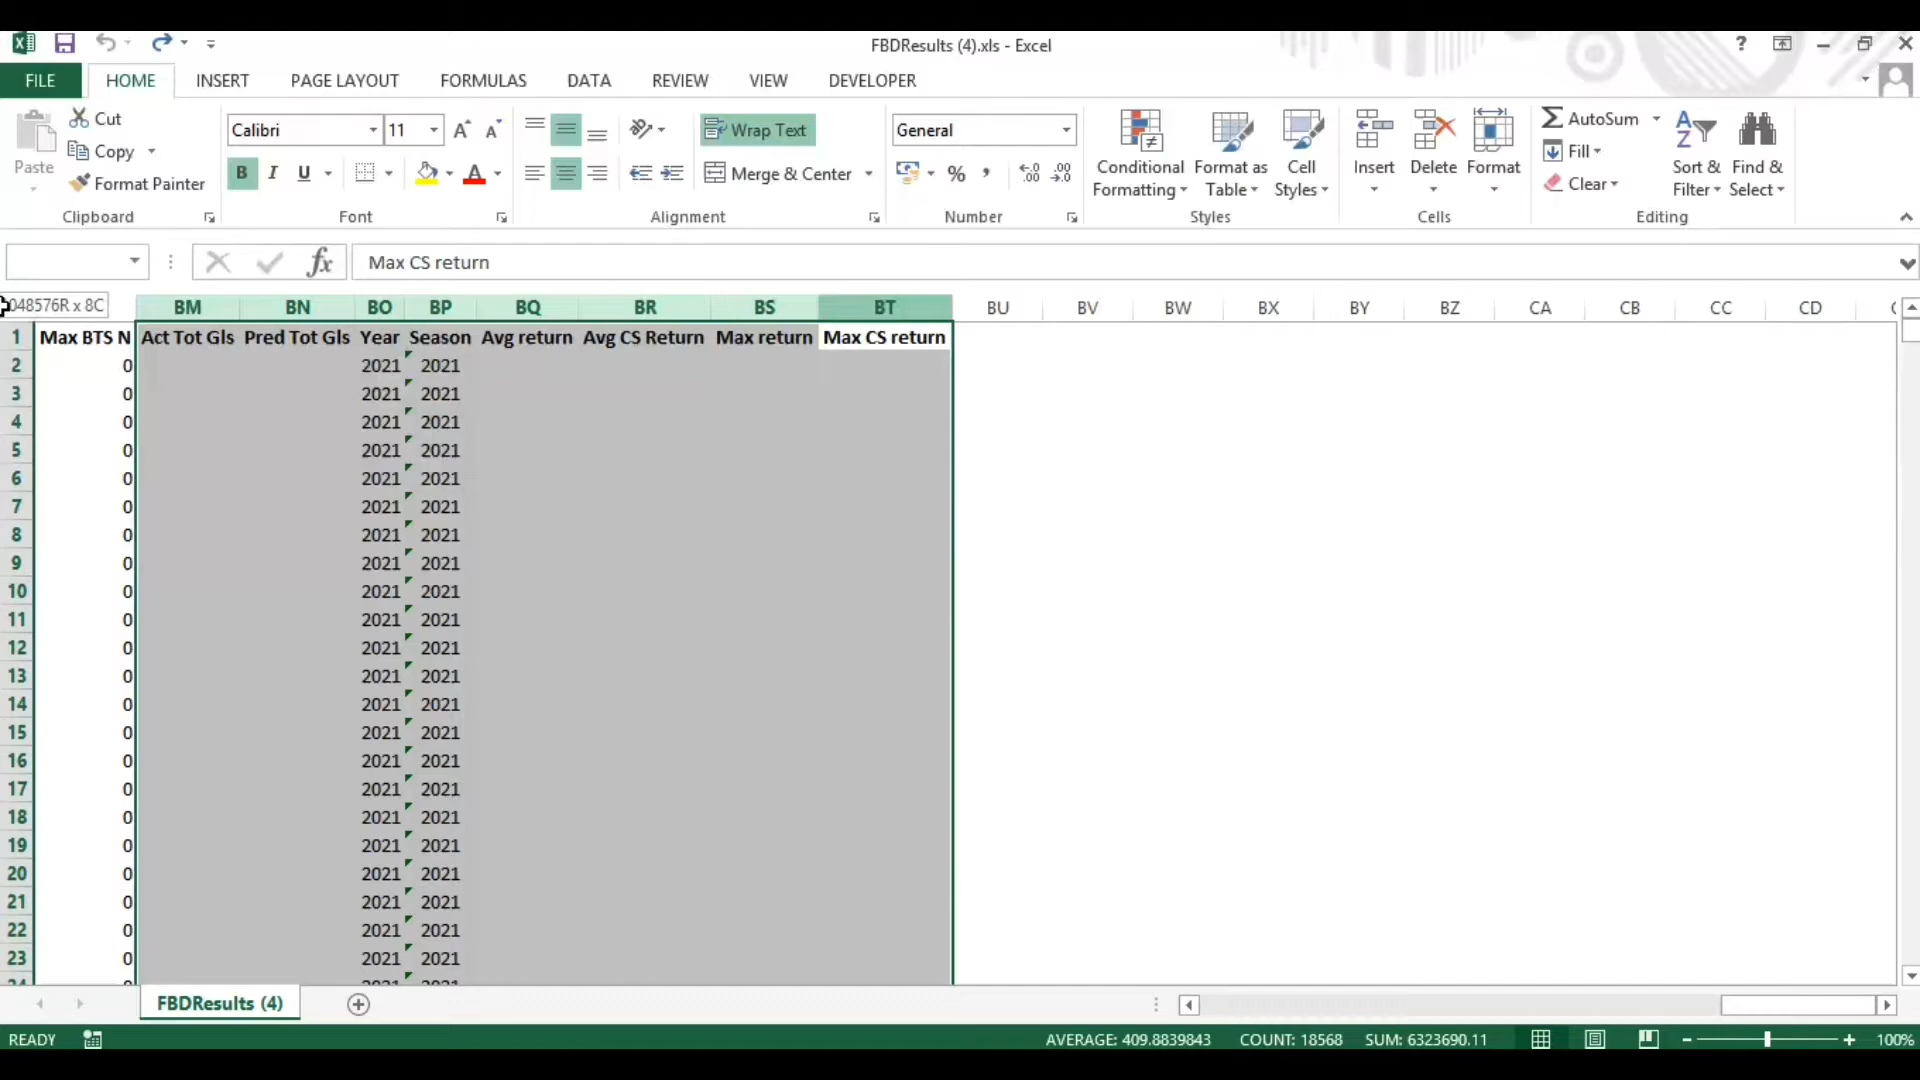 FBDResults (4).xls - Excel
?
FILE HOME INSERT PAGE LAYOUT FORMULAS DATA REVIEW VIEW DEVELOPER
Paste Cut Copy Format Painter Clipboard
Calibri 11 A A B I U A Font
Wrap Text Merge & Center Alignment
General % , Number
Conditional Formatting Format as Table Cell Styles Styles
Insert Delete Format Cells
AutoSum Fill Clear Sort & Filter Find & Select Editing
fx Max CS return
048576R x 8C BM BN BO BP BQ BR BS BT BU BV BW BX BY BZ CA CB CC CD
1 Max BTS N Act Tot Gls Pred Tot Gls Year Season Avg return Avg CS Return Max return Max CS return
2 0 2021 2021
3 0 2021 2021
4 0 2021 2021
5 0 2021 2021
6 0 2021 2021
7 0 2021 2021
8 0 2021 2021
9 0 2021 2021
10 0 2021 2021
11 0 2021 2021
12 0 2021 2021
13 0 2021 2021
14 0 2021 2021
15 0 2021 2021
16 0 2021 2021
17 0 2021 2021
18 0 2021 2021
19 0 2021 2021
20 0 2021 2021
21 0 2021 2021
22 0 2021 2021
23 0 2021 2021
FBDResults (4)
READY AVERAGE: 409.8839843 COUNT: 18568 SUM: 6323690.11 100%